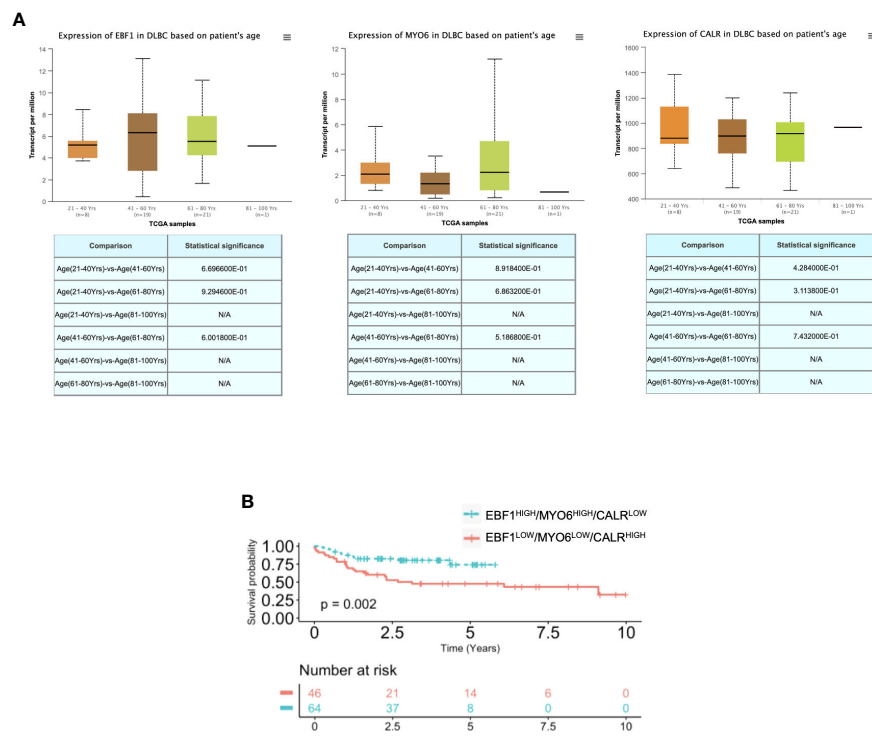 A
Expression of EBF1 in DLBC based on patient's age
Transcript per million
14
12
10
8
6
4
2
0
21 – 40 Yrs
(n=8)
41 – 60 Yrs
(n=19)
61 – 80 Yrs
(n=21)
81 – 100 Yrs
(n=1)
TCGA samples
Comparison Statistical significance
Age(21-40Yrs)-vs-Age(41-60Yrs) 6.696600E-01
Age(21-40Yrs)-vs-Age(61-80Yrs) 9.294600E-01
Age(21-40Yrs)-vs-Age(81-100Yrs) N/A
Age(41-60Yrs)-vs-Age(61-80Yrs) 6.001800E-01
Age(41-60Yrs)-vs-Age(81-100Yrs) N/A
Age(61-80Yrs)-vs-Age(81-100Yrs) N/A
Expression of MYO6 in DLBC based on patient's age
Transcript per million
12
10
8
6
4
2
0
21 – 40 Yrs
(n=8)
41 – 60 Yrs
(n=19)
61 – 80 Yrs
(n=21)
81 – 100 Yrs
(n=1)
TCGA samples
Comparison Statistical significance
Age(21-40Yrs)-vs-Age(41-60Yrs) 8.918400E-01
Age(21-40Yrs)-vs-Age(61-80Yrs) 6.863200E-01
Age(21-40Yrs)-vs-Age(81-100Yrs) N/A
Age(41-60Yrs)-vs-Age(61-80Yrs) 5.186800E-01
Age(41-60Yrs)-vs-Age(81-100Yrs) N/A
Age(61-80Yrs)-vs-Age(81-100Yrs) N/A
Expression of CALR in DLBC based on patient's age
Transcript per million
1600
1400
1200
1000
800
600
400
21 – 40 Yrs
(n=8)
41 – 60 Yrs
(n=19)
61 – 80 Yrs
(n=21)
81 – 100 Yrs
(n=1)
TCGA samples
Comparison Statistical significance
Age(21-40Yrs)-vs-Age(41-60Yrs) 4.284000E-01
Age(21-40Yrs)-vs-Age(61-80Yrs) 3.113800E-01
Age(21-40Yrs)-vs-Age(81-100Yrs) N/A
Age(41-60Yrs)-vs-Age(61-80Yrs) 7.432000E-01
Age(41-60Yrs)-vs-Age(81-100Yrs) N/A
Age(61-80Yrs)-vs-Age(81-100Yrs) N/A
B
EBF1HIGH/MYO6HIGH/CALRLOW
EBF1LOW/MYO6LOW/CALRHIGH
Survival probability
1.00
0.75
0.50
0.25
0.00
p = 0.002
0 2.5 5 7.5 10
Time (Years)
Number at risk
46 21 14 6 0
64 37 8 0 0
0 2.5 5 7.5 10